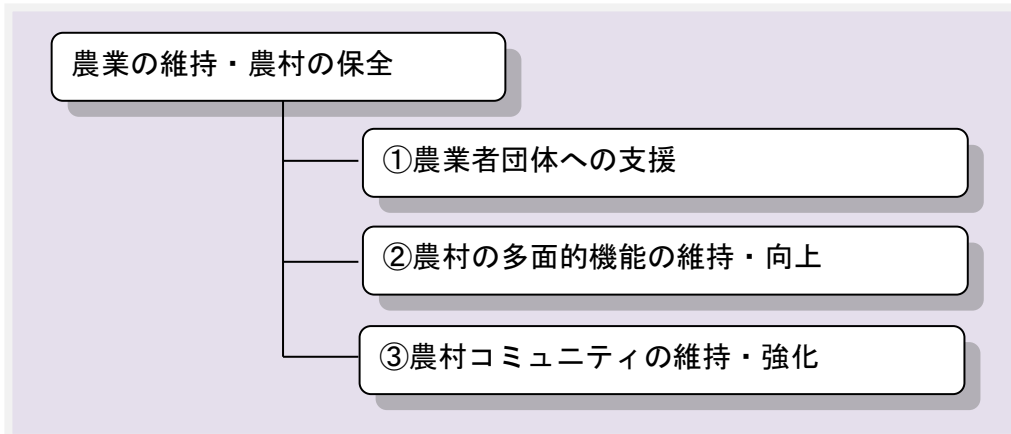 農業の維持・農村の保全
①農業者団体への支援
②農村の多面的機能の維持・向上
③農村コミュニティの維持・強化